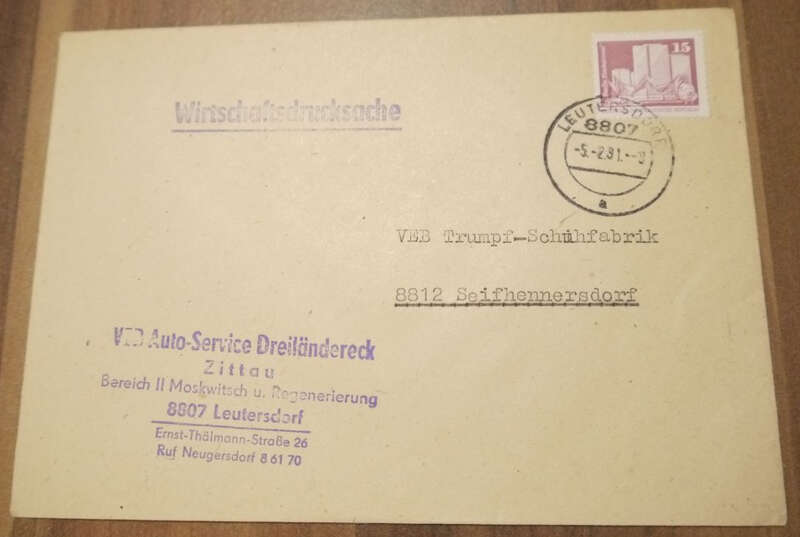 15
Wirtschaftsdrucksache
LEUTERSDORF
8807
-5.-2.81.--9
a
VEB Trumpf-Schuhfabrik
8812 Seifhennersdorf
VEB Auto-Service Dreiländereck
Zittau
Bereich II Moskwitsch u. Regenerierung
8807 Leutersdorf
Ernst-Thälmann-Straße 26
Ruf Neugersdorf 8 61 70